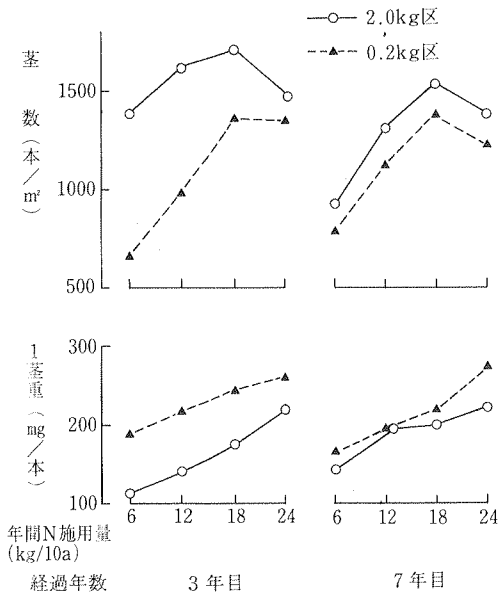 2.0kg区
0.2kg区
茎数(本/㎡)
1500
1000
500
1茎重(mg/本)
300
200
100
6 12 18 24 6 12 18 24
年間N施用量
(kg/10a)
経過年数 3年目 7年目